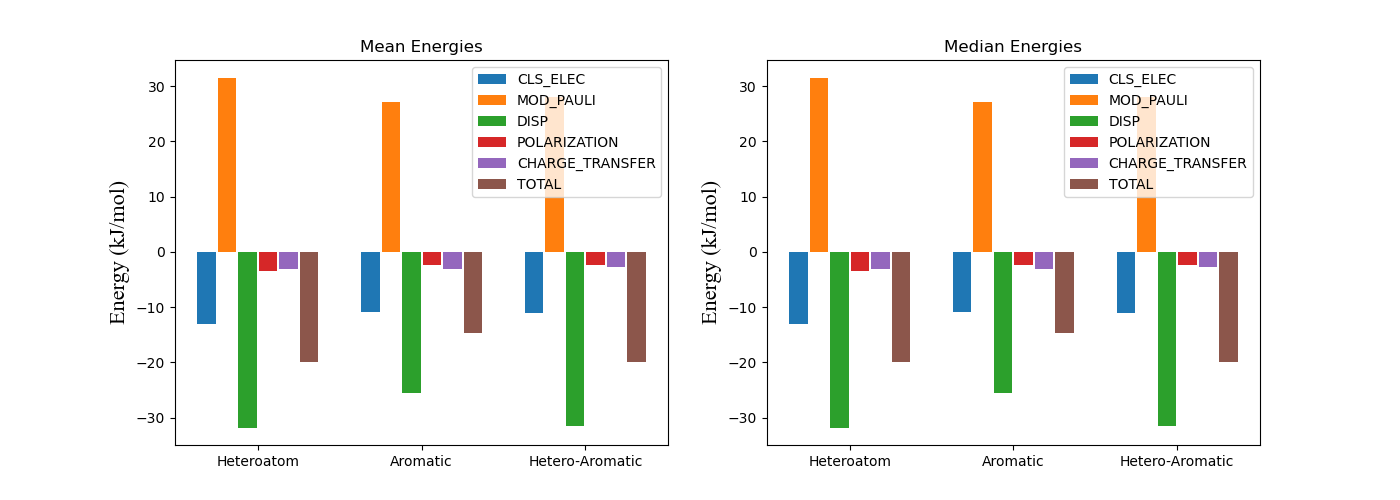 Mean Energies
Energy (kJ/mol)
30
20
10
0
−10
−20
−30
CLS_ELEC
MOD_PAULI
DISP
POLARIZATION
CHARGE_TRANSFER
TOTAL
Heteroatom
Aromatic
Hetero-Aromatic
Median Energies
Energy (kJ/mol)
30
20
10
0
−10
−20
−30
CLS_ELEC
MOD_PAULI
DISP
POLARIZATION
CHARGE_TRANSFER
TOTAL
Heteroatom
Aromatic
Hetero-Aromatic